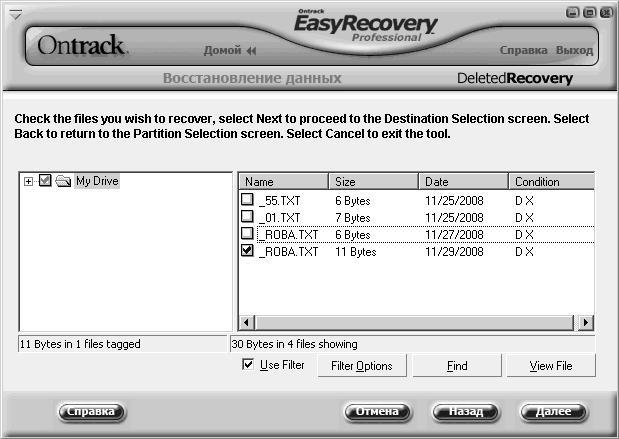 Ontrack
EasyRecovery
Professional
Ontrack
Домой
Справка Выход
Восстановление данных
DeletedRecovery
Check the files you wish to recover, select Next to proceed to the Destination Selection screen. Select
Back to return to the Partition Selection screen. Select Cancel to exit the tool.
My Drive
Name Size Date Condition
_55.TXT 6 Bytes 11/25/2008 D X
_01.TXT 7 Bytes 11/25/2008 D X
_ROBA.TXT 6 Bytes 11/27/2008 D X
_ROBA.TXT 11 Bytes 11/29/2008 D X
11 Bytes in 1 files tagged
30 Bytes in 4 files showing
Use Filter Filter Options Find View File
Справка Отмена Назад Далее